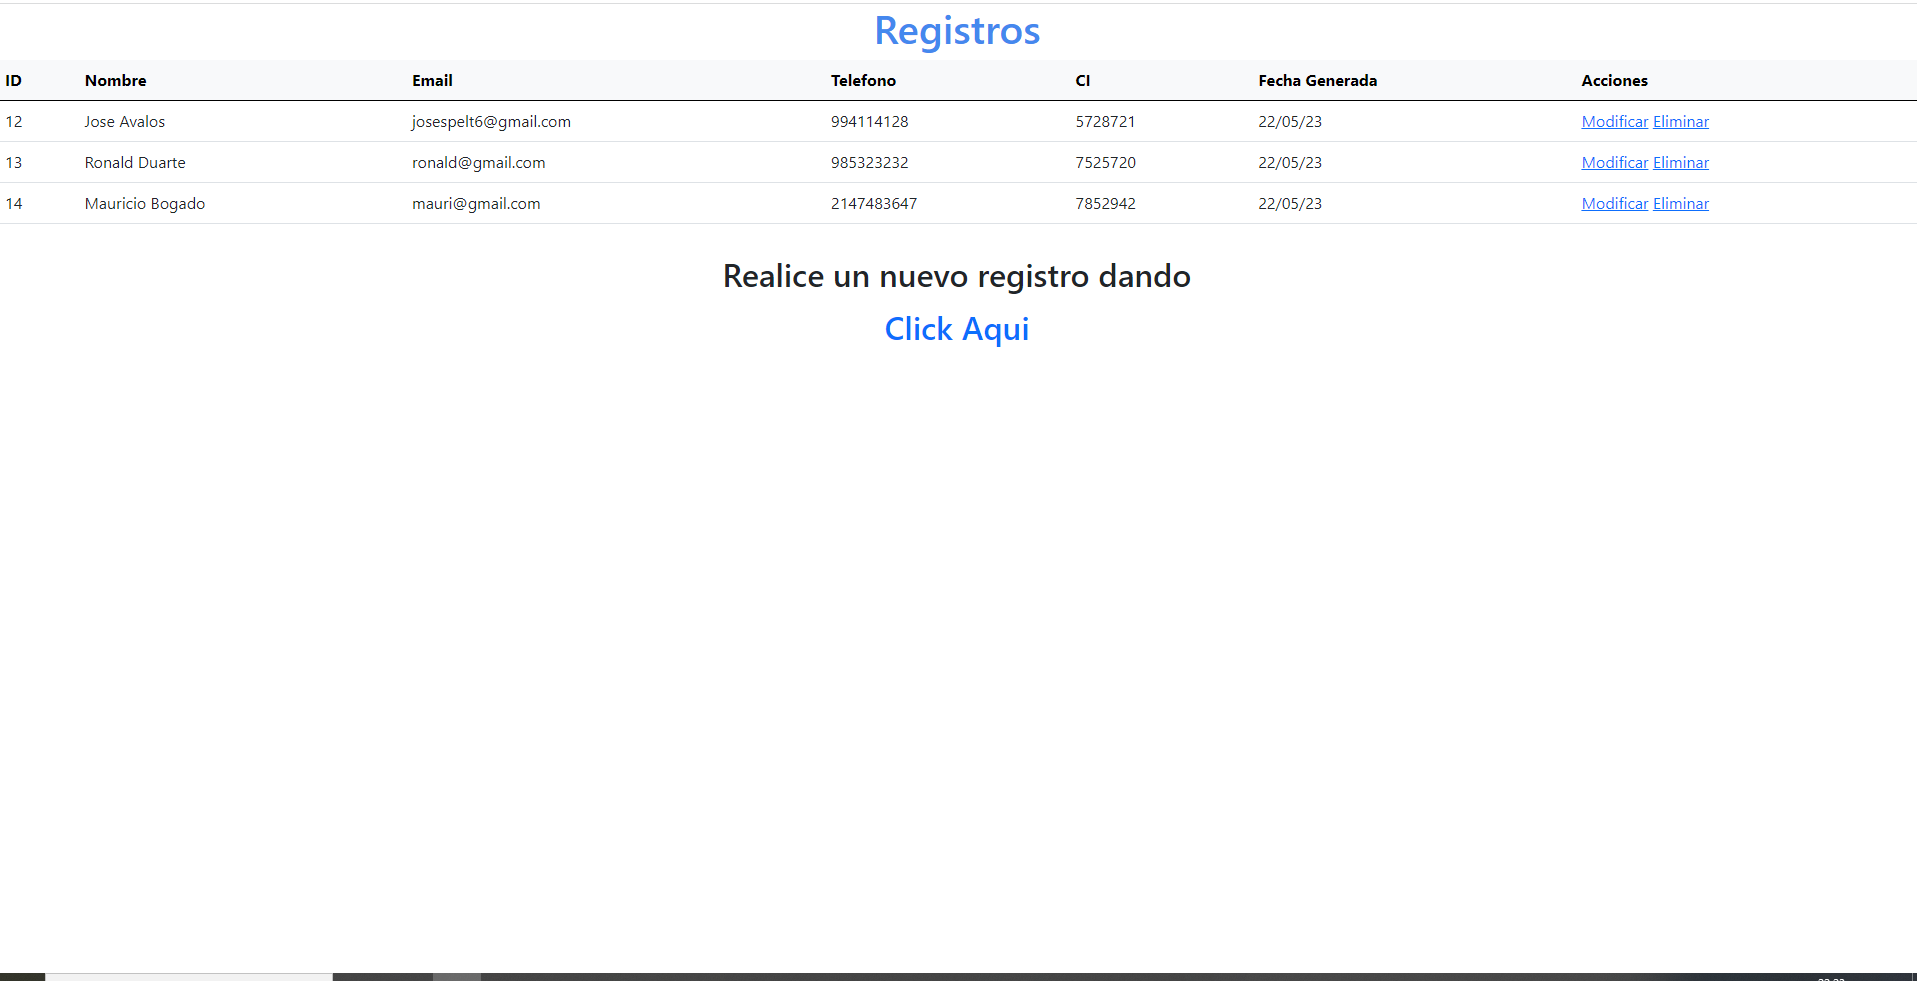 Registros
ID Nombre Email Telefono CI Fecha Generada Acciones
12 Jose Avalos josespelt6@gmail.com 994114128 5728721 22/05/23 Modificar Eliminar
13 Ronald Duarte ronald@gmail.com 985323232 7525720 22/05/23 Modificar Eliminar
14 Mauricio Bogado mauri@gmail.com 2147483647 7852942 22/05/23 Modificar Eliminar
Realice un nuevo registro dando
Click Aqui